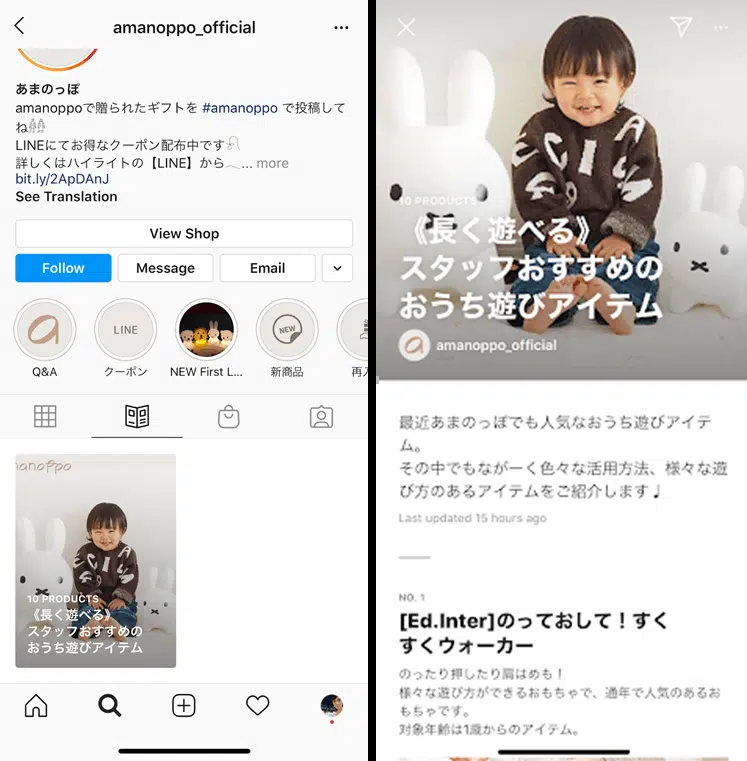 amanoppo_official
あまのっぽ
amanoppoで贈られたギフトを #amanoppo で投稿して
ね
LINEにてお得なクーポン配布中です
詳しくはハイライトの【LINE】から ... more
bit.ly/2ApDAnJ
See Translation
View Shop
Follow
Message
Email
LINE
NEW
Q&A
クーポン
NEW First L...
新商品
再入
manoppo
10 PRODUCTS
《長く遊べる》
スタッフおすすめの
おうち遊びアイテム
10 PRODUCTS
《長く遊べる》
スタッフおすすめの
おうち遊びアイテム
amanoppo_official
最近あまのっぽでも人気なおうち遊びアイテ
ム。
その中でもながーく色々な活用方法、様々な遊
び方のあるアイテムをご紹介します♩
Last updated 15 hours ago
NO. 1
[Ed.Inter]のっておして！すく
すくウォーカー
のったり押したり肩はめも！
様々な遊び方ができるおもちゃで、通年で人気のあるお
もちゃです。
対象年齢は1歳からのアイテム。